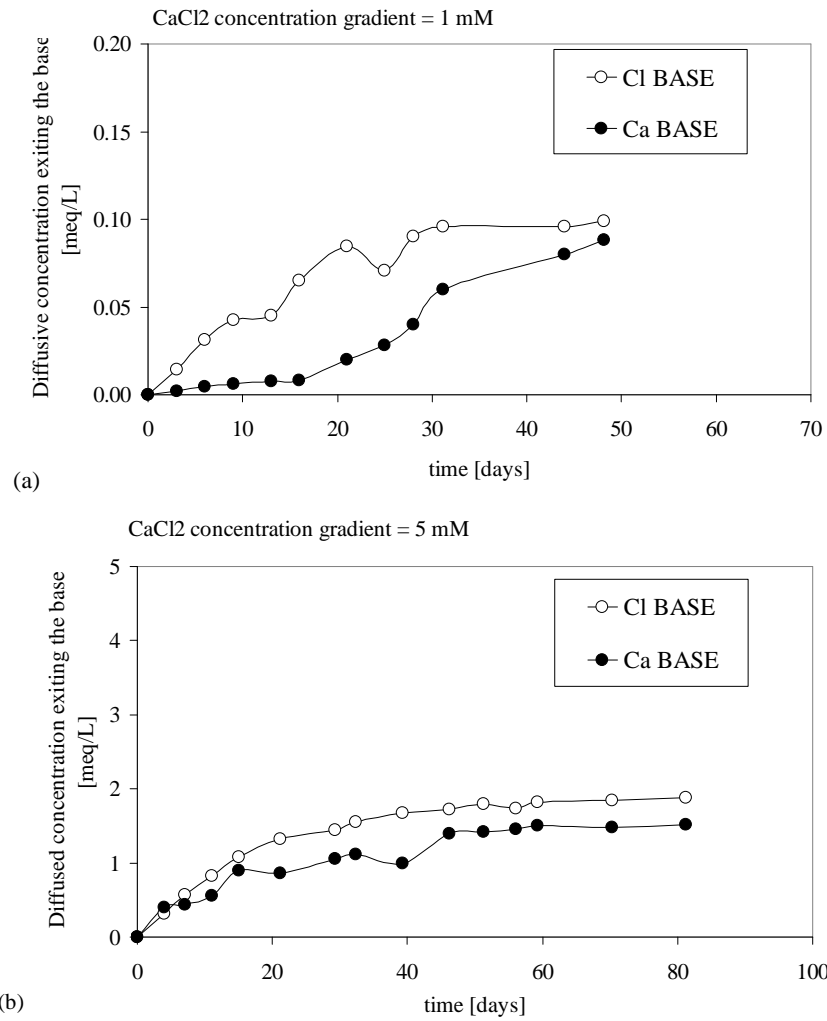 CaCl2 concentration gradient = 1 mM
Diffusive concentration exiting the base
[meq/L]
0.20
0.15
0.10
0.05
0.00
Cl BASE
Ca BASE
0 10 20 30 40 50 60 70
time [days]
(a)
CaCl2 concentration gradient = 5 mM
Diffused concentration exiting the base
[meq/L]
5
4
3
2
1
0
Cl BASE
Ca BASE
0 20 40 60 80 100
time [days]
(b)